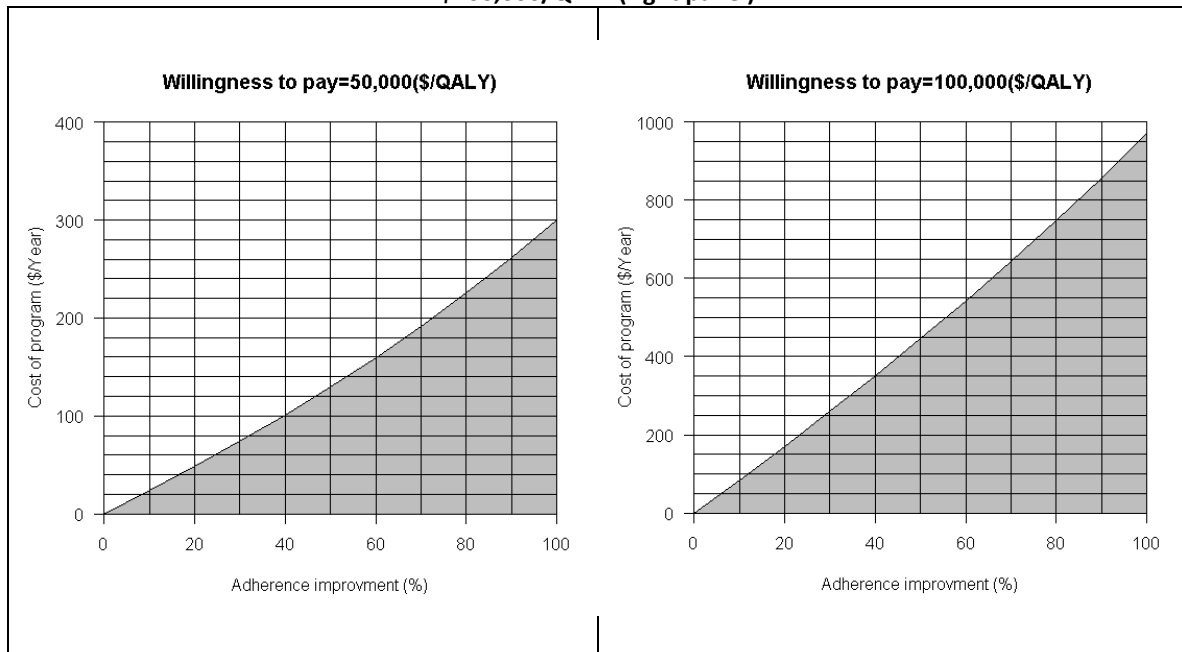 Willingness to pay=50,000($/QALY)
400
300
200
100
0
Cost of program ($/Year)
0 20 40 60 80 100
Adherence improvment (%)
Willingness to pay=100,000($/QALY)
1000
800
600
400
200
0
Cost of program ($/Year)
0 20 40 60 80 100
Adherence improvment (%)